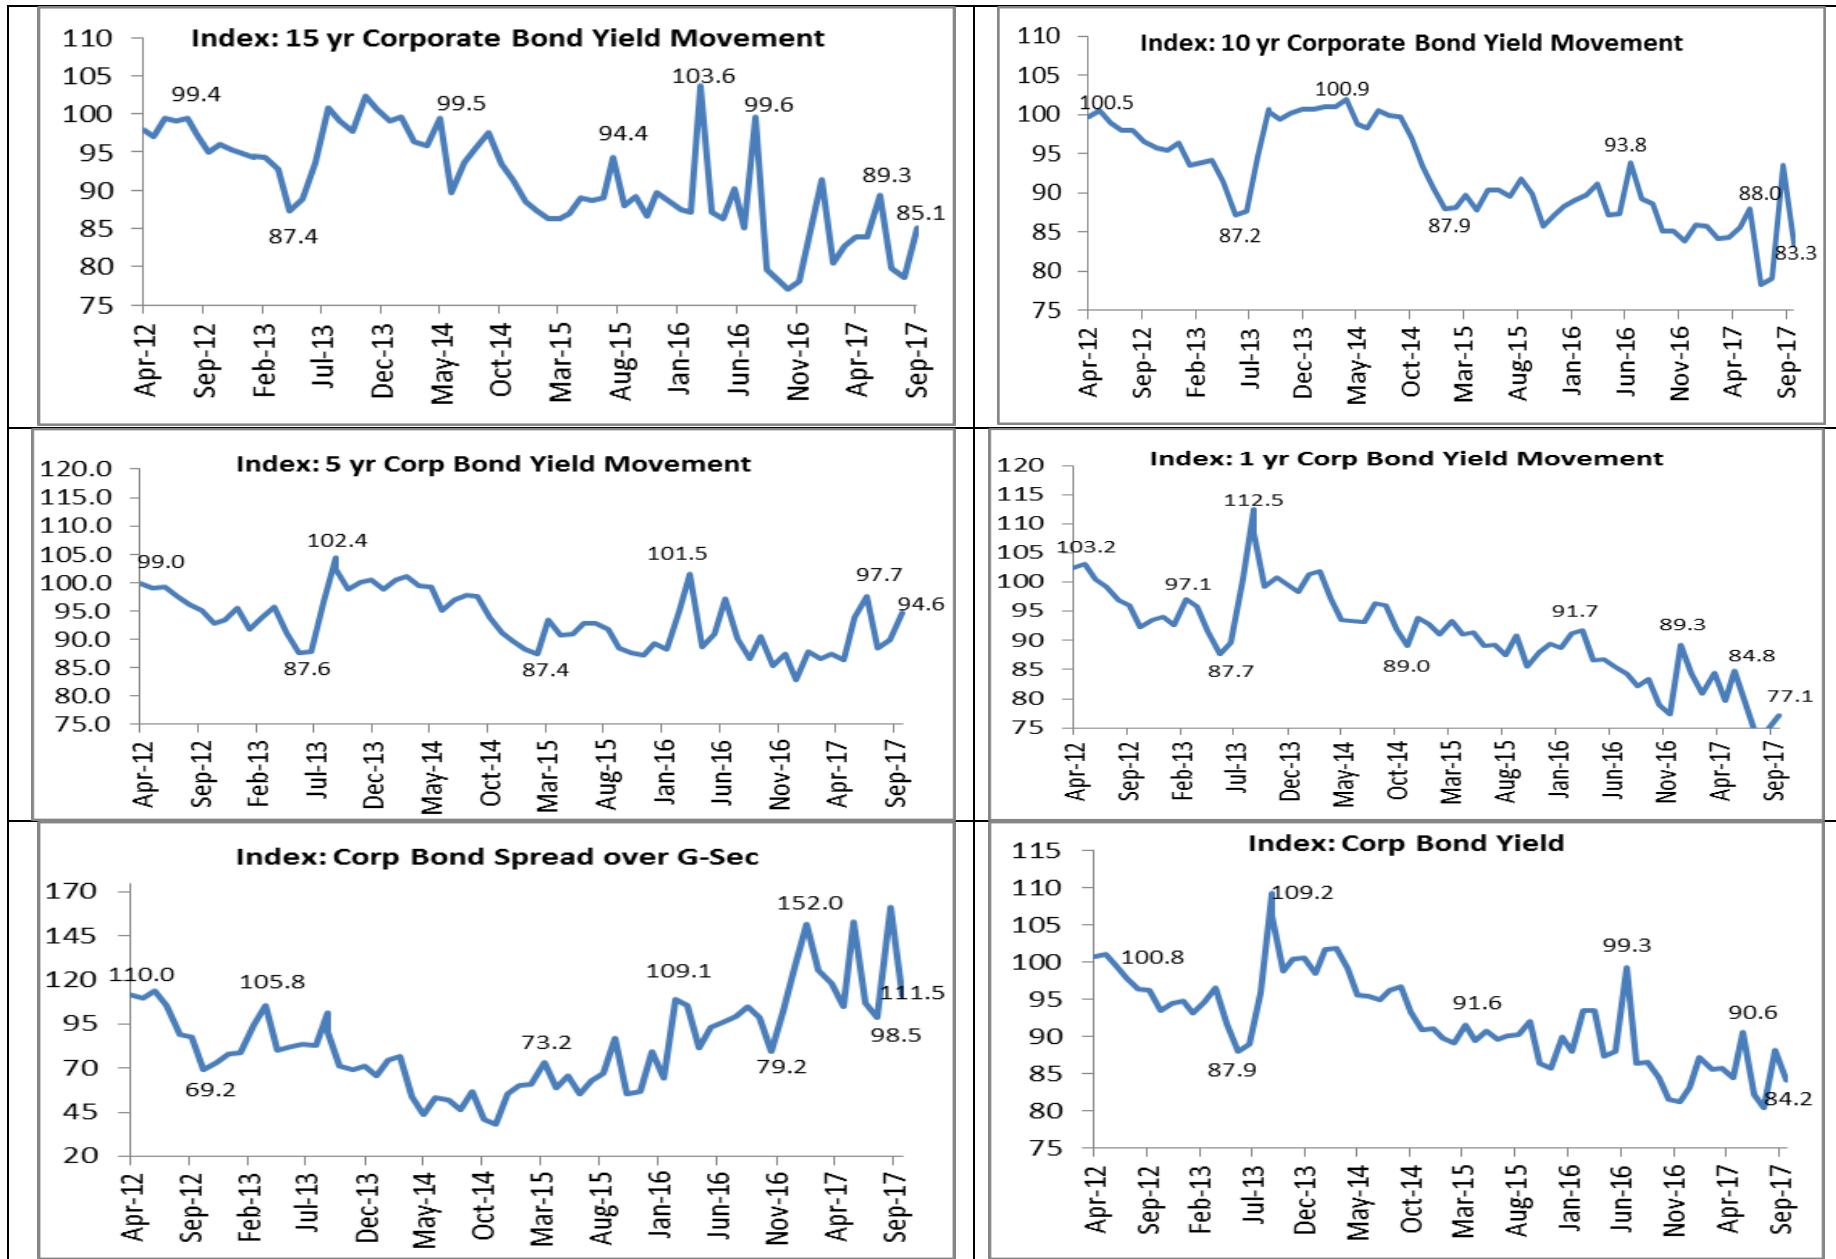 Index: 15 yr Corporate Bond Yield Movement
110
105
100
95
90
85
80
75
99.4
87.4
99.5
94.4
103.6
99.6
89.3
85.1
Apr-12
Sep-12
Feb-13
Jul-13
Dec-13
May-14
Oct-14
Mar-15
Aug-15
Jan-16
Jun-16
Nov-16
Apr-17
Sep-17
Index: 10 yr Corporate Bond Yield Movement
110
105
100
95
90
85
80
75
100.5
87.2
100.9
87.9
93.8
88.0
83.3
Apr-12
Sep-12
Feb-13
Jul-13
Dec-13
May-14
Oct-14
Mar-15
Aug-15
Jan-16
Jun-16
Nov-16
Apr-17
Sep-17
Index: 5 yr Corp Bond Yield Movement
120.0
115.0
110.0
105.0
100.0
95.0
90.0
85.0
80.0
75.0
99.0
87.6
102.4
87.4
101.5
97.7
94.6
Apr-12
Sep-12
Feb-13
Jul-13
Dec-13
May-14
Oct-14
Mar-15
Aug-15
Jan-16
Jun-16
Nov-16
Apr-17
Sep-17
Index: 1 yr Corp Bond Yield Movement
120
115
110
105
100
95
90
85
80
75
103.2
97.1
87.7
112.5
89.0
91.7
89.3
84.8
77.1
Apr-12
Sep-12
Feb-13
Jul-13
Dec-13
May-14
Oct-14
Mar-15
Aug-15
Jan-16
Jun-16
Nov-16
Apr-17
Sep-17
Index: Corp Bond Spread over G-Sec
170
145
120
95
70
45
20
110.0
69.2
105.8
73.2
109.1
79.2
152.0
98.5
111.5
Apr-12
Sep-12
Feb-13
Jul-13
Dec-13
May-14
Oct-14
Mar-15
Aug-15
Jan-16
Nov-16
Apr-17
Sep-17
Index: Corp Bond Yield
115
110
105
100
95
90
85
80
75
100.8
87.9
109.2
91.6
99.3
90.6
84.2
Apr-12
Sep-12
Feb-13
Jul-13
Dec-13
May-14
Oct-14
Mar-15
Aug-15
Jan-16
Jun-16
Nov-16
Apr-17
Sep-17
Jun-16